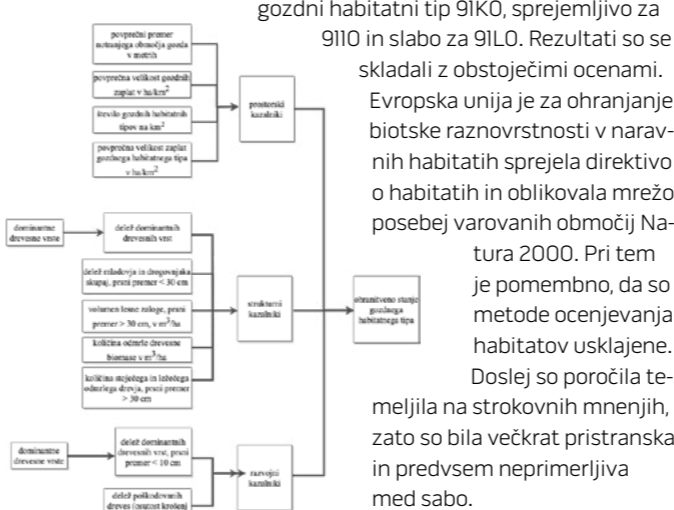 gozdni habitatni tip 91K0, sprejemljivo za
9110 in slabo za 91L0. Rezultati so se
skladali z obstoječimi ocenami.
Evropska unija je za ohranjanje
biotske raznovrstnosti v narav-
nih habitatih sprejela direktivo
o habitatih in oblikovala mrežo
posebej varovanih območij Na-
tura 2000. Pri tem
je pomembno, da so
metode ocenjevanja
habitatov usklajene.
Doslej so poročila te-
meljila na strokovnih mnenjih,
zato so bila večkrat pristranska
in predvsem neprimerljiva
med sabo.
povprečni premer
notranjega območja gozda
v metrih
povprečna velikost gozdnih
zaplat v ha/km²
število gozdnih habitatnih
tipov na km²
povprečna velikost zaplat
gozdnega habitatnega tipa
v ha/km²
prostorski
kazalniki
dominantne
drevesne vrste
delež dominantnih
drevesnih vrst
delež mladovja in drogovnjaka
skupaj, prsni premer < 30 cm
volumen lesne zaloge, prsni
premer > 30 cm, v m³/ha
količina odmrle drevesne
biomase v m³/ha
količina stoječega in ležečega
odmrlega drevja, prsni premer
> 30 cm
strukturni
kazalniki
ohranitveno stanje
gozdnega
habitatnega tipa
dominantne
drevesne vrste
delež dominantnih
drevesnih vrst, prsni
premer < 10 cm
delež poškodovanih
dreves (osutost krošenj
razvojni
kazalniki